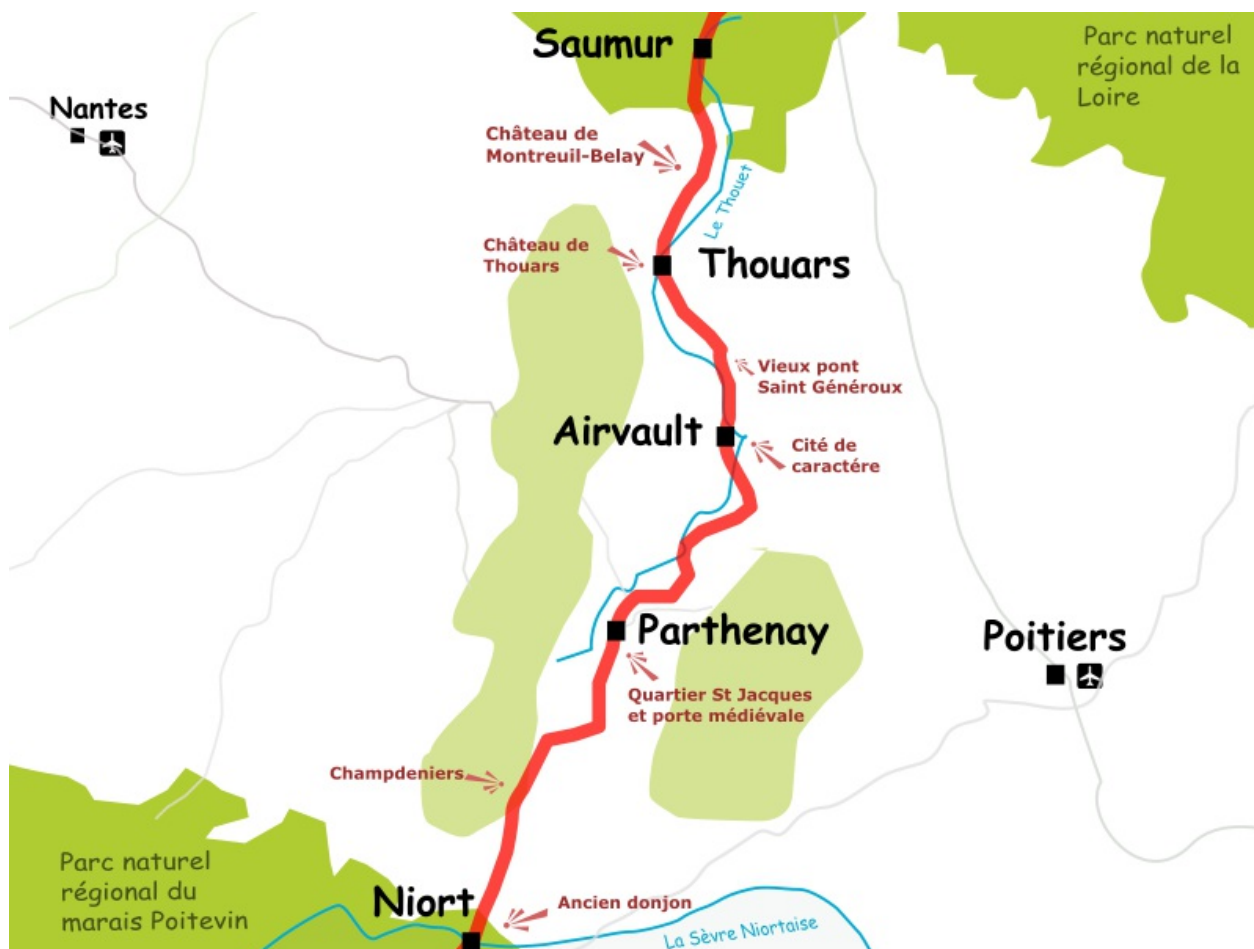 Saumur
Parc naturel
régional de la
Loire
Nantes
Château de
Montreuil-Belay
Le Thouet
Château de
Thouars
Thouars
Vieux pont
Saint Généroux
Airvault
Cité de
caractére
Parthenay
Poitiers
Quartier St Jacques
et porte médiévale
Champdeniers
Parc naturel
régional du
marais Poitevin
Niort
Ancien donjon
La Sèvre Niortaise